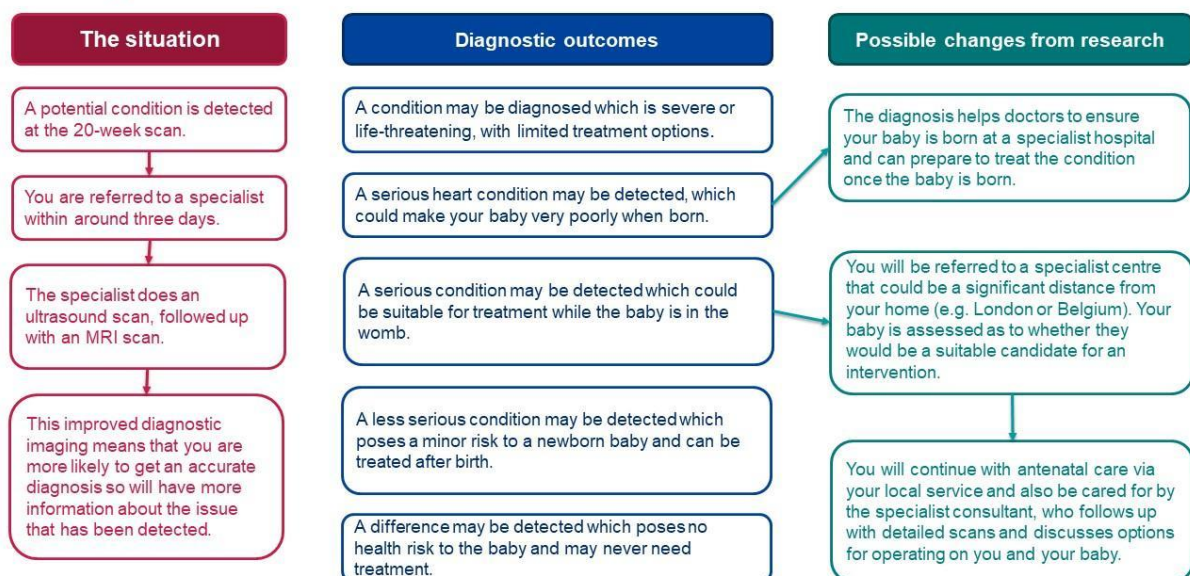 The situation
A potential condition is detected
at the 20-week scan.
You are referred to a specialist
within around three days.
The specialist does an
ultrasound scan, followed up
with an MRI scan.
This improved diagnostic
imaging means that you are
more likely to get an accurate
diagnosis so will have more
information about the issue
that has been detected.
Diagnostic outcomes
A condition may be diagnosed which is severe or
life-threatening, with limited treatment options.
A serious heart condition may be detected, which
could make your baby very poorly when born.
A serious condition may be detected which could
be suitable for treatment while the baby is in the
womb.
A less serious condition may be detected which
poses a minor risk to a newborn baby and can be
treated after birth.
A difference may be detected which poses no
health risk to the baby and may never need
treatment.
Possible changes from research
The diagnosis helps doctors to ensure
your baby is born at a specialist hospital
and can prepare to treat the condition
once the baby is born.
You will be referred to a specialist centre
that could be a significant distance from
your home (e.g. London or Belgium). Your
baby is assessed as to whether they
would be a suitable candidate for an
intervention.
You will continue with antenatal care via
your local service and also be cared for by
the specialist consultant, who follows up
with detailed scans and discusses options
for operating on you and your baby.